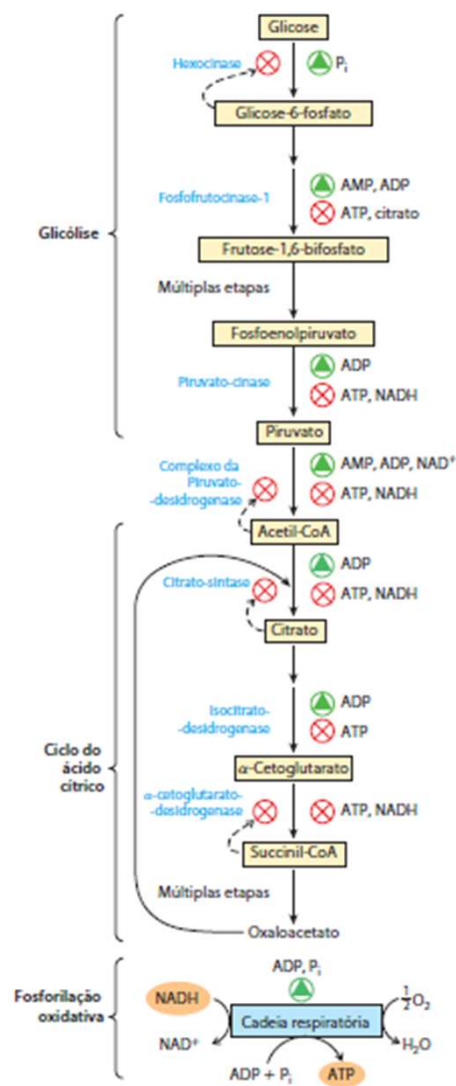 Glicose
Hexocinase
Pi
Glicose-6-fosfato
Fosfofrutocinase-1
AMP, ADP
ATP, citrato
Glicólise
Frutose-1,6-bifosfato
Múltiplas etapas
Fosfoenolpiruvato
Piruvato-cinase
ADP
ATP, NADH
Piruvato
Complexo da
Piruvato-
-desidrogenase
AMP, ADP, NAD+
ATP, NADH
Acetil-CoA
Citrato-sintase
ADP
ATP, NADH
Citrato
Isocitrato-
-desidrogenase
ADP
ATP
Ciclo do
ácido
cítrico
α-Cetoglutarato
α-cetoglutarato-
-desidrogenase
ATP, NADH
Succinil-CoA
Múltiplas etapas
Oxaloacetato
Fosforilação
oxidativa
ADP, Pi
NADH
½O2
Cadeia respiratória
NAD+
H2O
ADP + Pi
ATP